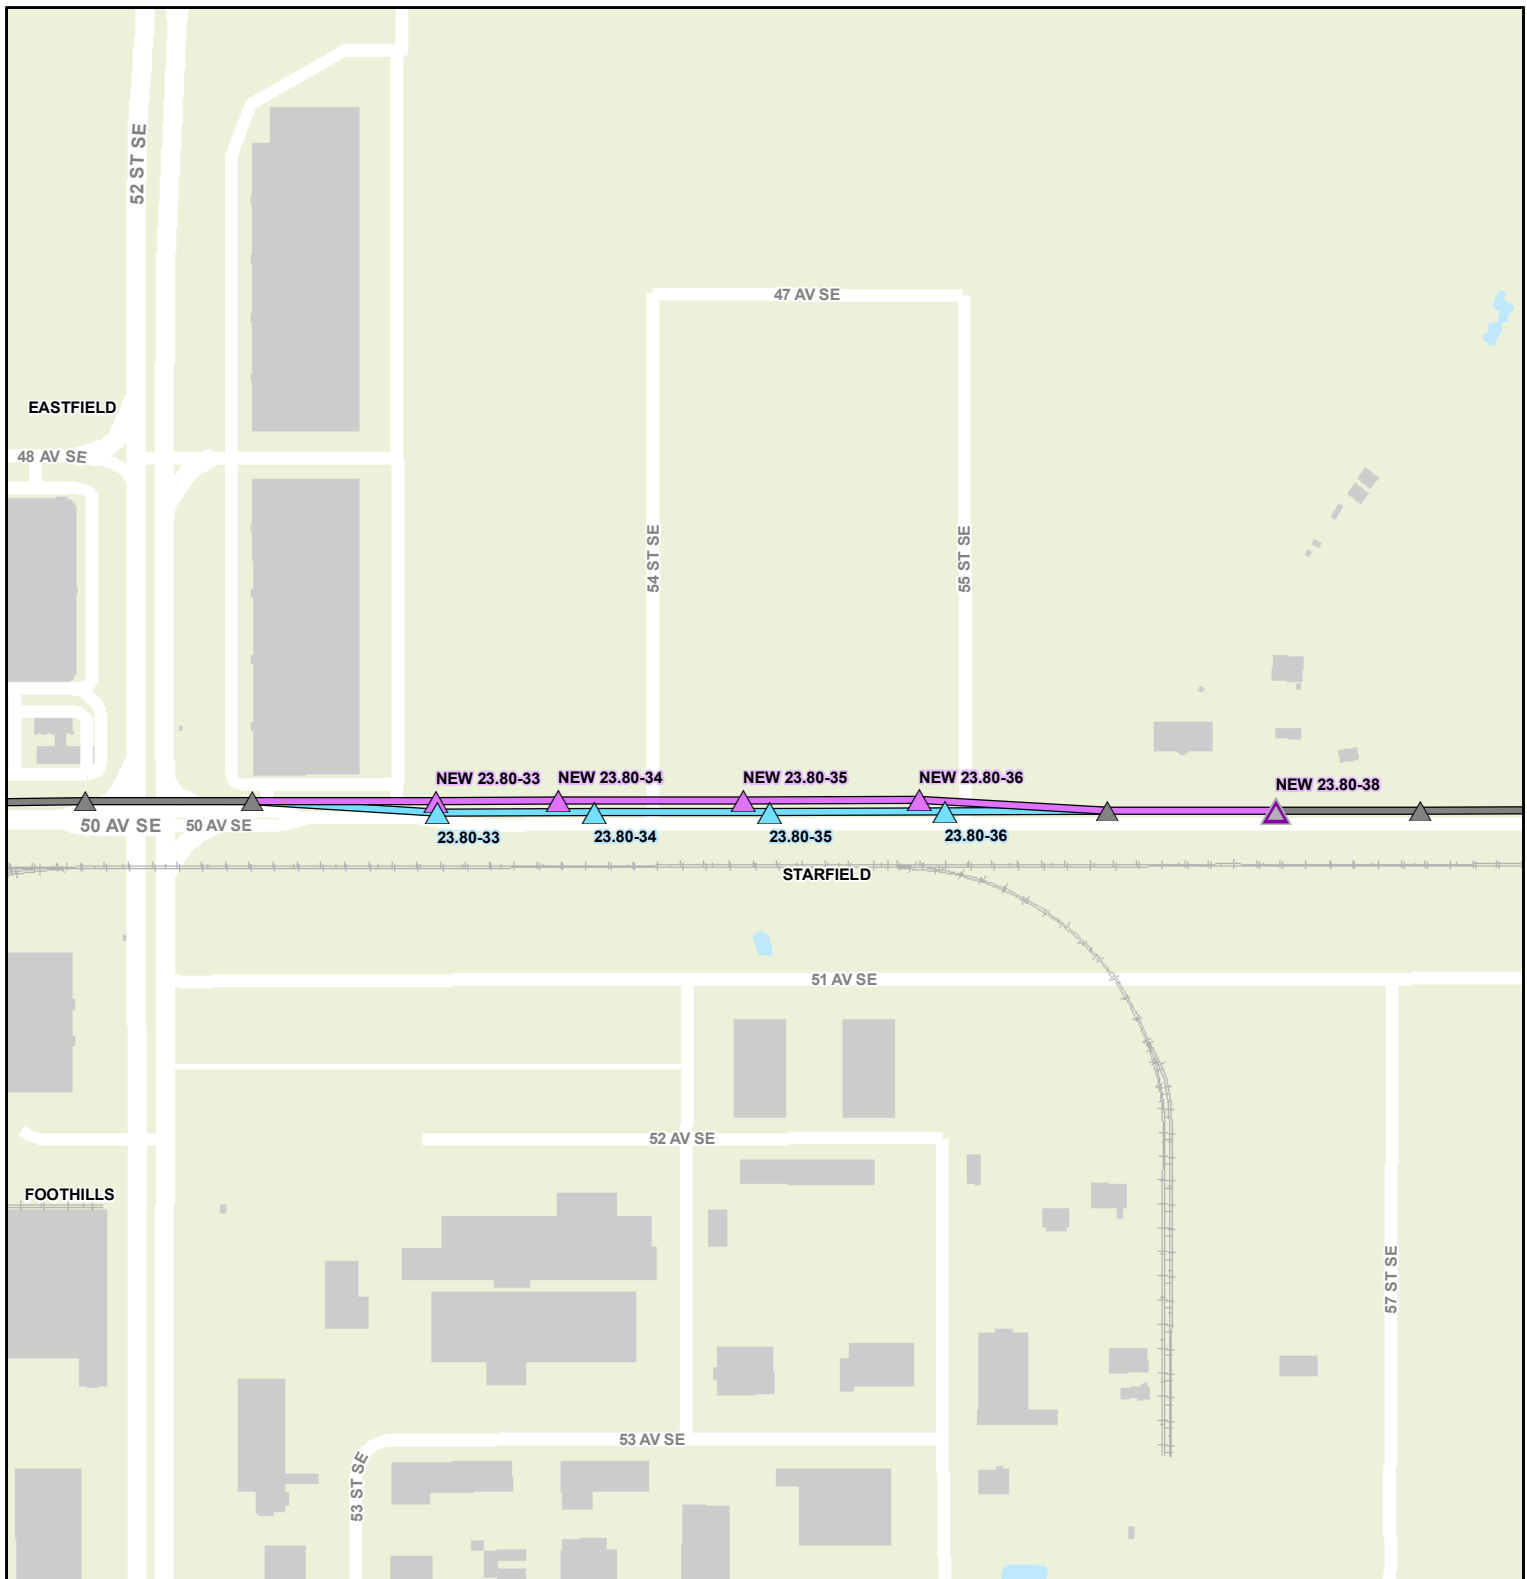 52 ST SE
47 AV SE
EASTFIELD
48 AV SE
54 ST SE
55 ST SE
NEW 23.80-33
NEW 23.80-34
NEW 23.80-35
NEW 23.80-36
NEW 23.80-38
50 AV SE
50 AV SE
23.80-33
23.80-34
23.80-35
23.80-36
STARFIELD
51 AV SE
52 AV SE
FOOTHILLS
57 ST SE
53 AV SE
53 ST SE